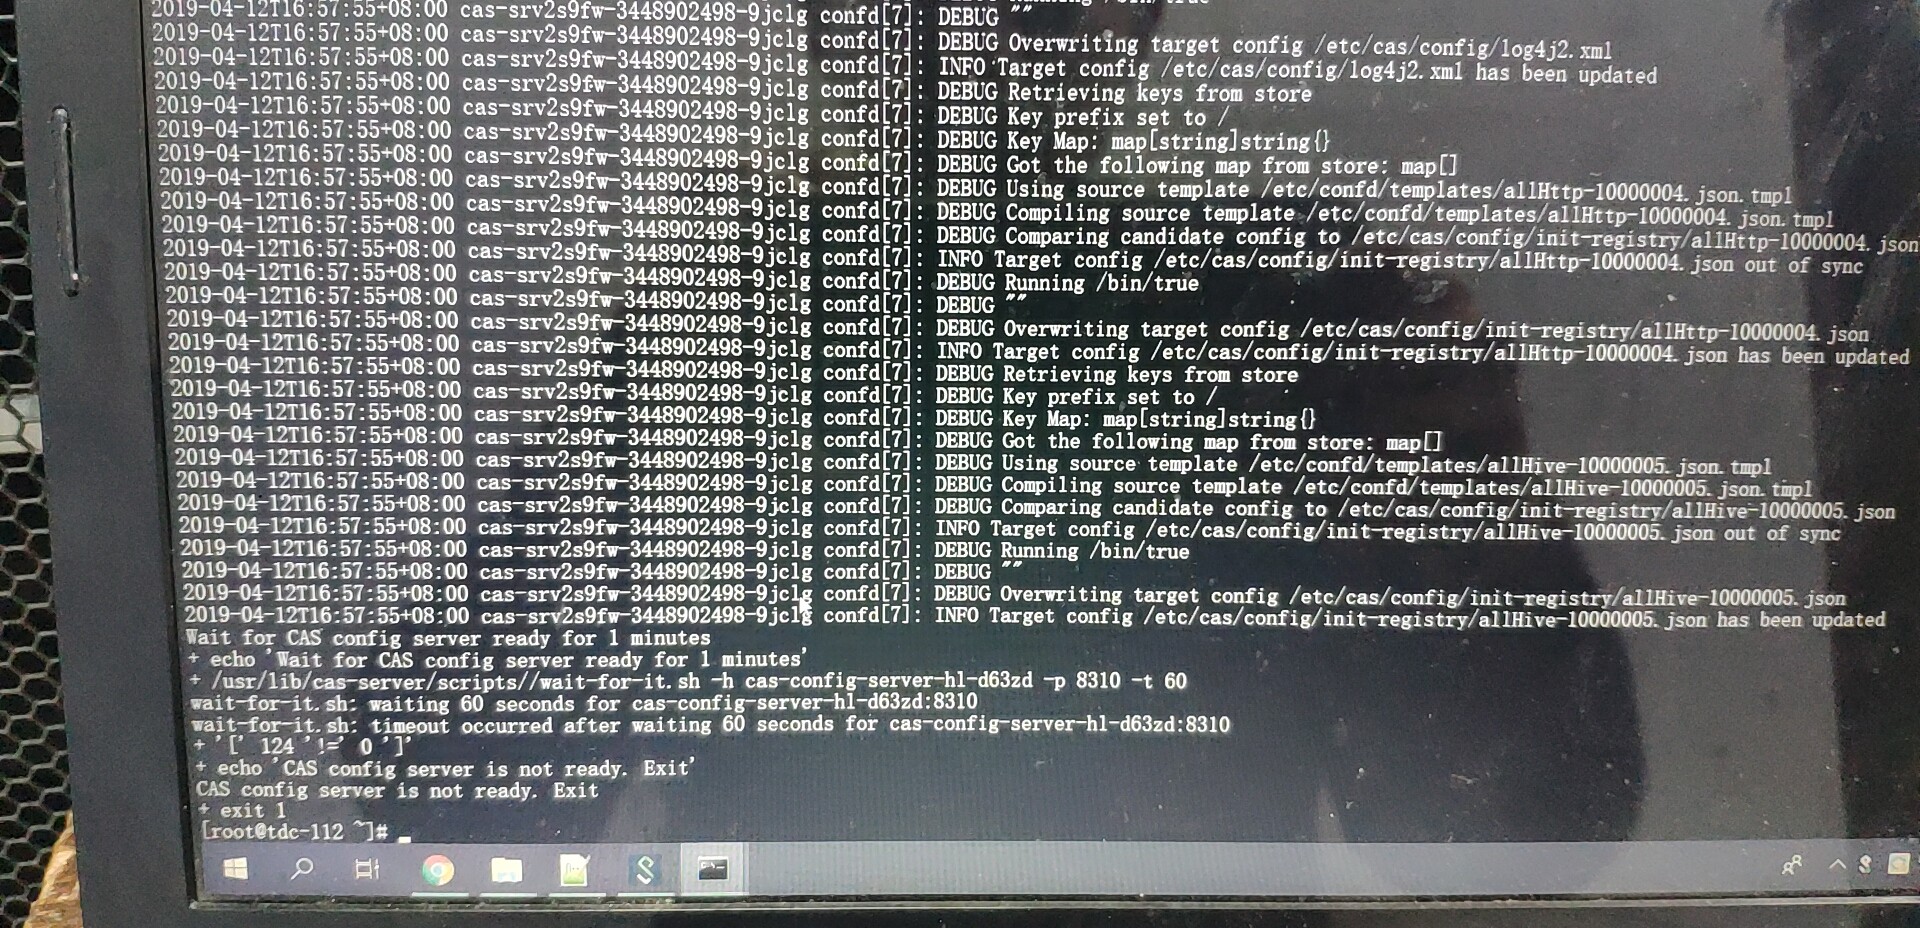 /bin/true
2019-04-12T16:57:55+08:00 cas-srv2s9fw-3448902498-9jclg confd[7]: DEBUG ""
2019-04-12T16:57:55+08:00 cas-srv2s9fw-3448902498-9jclg confd[7]: DEBUG Overwriting target config /etc/cas/config/log4j2.xml
2019-04-12T16:57:55+08:00 cas-srv2s9fw-3448902498-9jclg confd[7]: INFO Target config /etc/cas/config/log4j2.xml has been updated
2019-04-12T16:57:55+08:00 cas-srv2s9fw-3448902498-9jclg confd[7]: DEBUG Retrieving keys from store
2019-04-12T16:57:55+08:00 cas-srv2s9fw-3448902498-9jclg confd[7]: DEBUG Key prefix set to /
2019-04-12T16:57:55+08:00 cas-srv2s9fw-3448902498-9jclg confd[7]: DEBUG Key Map: map[string]string{}
2019-04-12T16:57:55+08:00 cas-srv2s9fw-3448902498-9jclg confd[7]: DEBUG Got the following map from store: map[]
2019-04-12T16:57:55+08:00 cas-srv2s9fw-3448902498-9jclg confd[7]: DEBUG Using source template /etc/confd/templates/allHttp-10000004.json.tmpl
2019-04-12T16:57:55+08:00 cas-srv2s9fw-3448902498-9jclg confd[7]: DEBUG Compiling source template /etc/confd/templates/allHttp-10000004.json.tmpl
2019-04-12T16:57:55+08:00 cas-srv2s9fw-3448902498-9jclg confd[7]: DEBUG Comparing candidate config to /etc/cas/config/init-registry/allHttp-10000004.json
2019-04-12T16:57:55+08:00 cas-srv2s9fw-3448902498-9jclg confd[7]: INFO Target config /etc/cas/config/init-registry/allHttp-10000004.json out of sync
2019-04-12T16:57:55+08:00 cas-srv2s9fw-3448902498-9jclg confd[7]: DEBUG Running /bin/true
2019-04-12T16:57:55+08:00 cas-srv2s9fw-3448902498-9jclg confd[7]: DEBUG ""
2019-04-12T16:57:55+08:00 cas-srv2s9fw-3448902498-9jclg confd[7]: DEBUG Overwriting target config /etc/cas/config/init-registry/allHttp-10000004.json
2019-04-12T16:57:55+08:00 cas-srv2s9fw-3448902498-9jclg confd[7]: INFO Target config /etc/cas/config/init-registry/allHttp-10000004.json has been updated
2019-04-12T16:57:55+08:00 cas-srv2s9fw-3448902498-9jclg confd[7]: DEBUG Retrieving keys from store
2019-04-12T16:57:55+08:00 cas-srv2s9fw-3448902498-9jclg confd[7]: DEBUG Key prefix set to /
2019-04-12T16:57:55+08:00 cas-srv2s9fw-3448902498-9jclg confd[7]: DEBUG Key Map: map[string]string{}
2019-04-12T16:57:55+08:00 cas-srv2s9fw-3448902498-9jclg confd[7]: DEBUG Got the following map from store: map[]
2019-04-12T16:57:55+08:00 cas-srv2s9fw-3448902498-9jclg confd[7]: DEBUG Using source template /etc/confd/templates/allHive-10000005.json.tmpl
2019-04-12T16:57:55+08:00 cas-srv2s9fw-3448902498-9jclg confd[7]: DEBUG Compiling source template /etc/confd/templates/allHive-10000005.json.tmpl
2019-04-12T16:57:55+08:00 cas-srv2s9fw-3448902498-9jclg confd[7]: DEBUG Comparing candidate config to /etc/cas/config/init-registry/allHive-10000005.json
2019-04-12T16:57:55+08:00 cas-srv2s9fw-3448902498-9jclg confd[7]: INFO Target config /etc/cas/config/init-registry/allHive-10000005.json out of sync
2019-04-12T16:57:55+08:00 cas-srv2s9fw-3448902498-9jclg confd[7]: DEBUG Running /bin/true
2019-04-12T16:57:55+08:00 cas-srv2s9fw-3448902498-9jclg confd[7]: DEBUG ""
2019-04-12T16:57:55+08:00 cas-srv2s9fw-3448902498-9jclg confd[7]: DEBUG Overwriting target config /etc/cas/config/init-registry/allHive-10000005.json
2019-04-12T16:57:55+08:00 cas-srv2s9fw-3448902498-9jclg confd[7]: INFO Target config /etc/cas/config/init-registry/allHive-10000005.json has been updated
Wait for CAS config server ready for 1 minutes
+ echo 'Wait for CAS config server ready for 1 minutes'
+ /usr/lib/cas-server/scripts//wait-for-it.sh -h cas-config-server-hl-d63zd -p 8310 -t 60
wait-for-it.sh: waiting 60 seconds for cas-config-server-hl-d63zd:8310
wait-for-it.sh: timeout occurred after waiting 60 seconds for cas-config-server-hl-d63zd:8310
+ '[' 124 '!=' 0 ']'
+ echo 'CAS config server is not ready. Exit'
CAS config server is not ready. Exit
+ exit 1
[root@tdc-112 ~]#